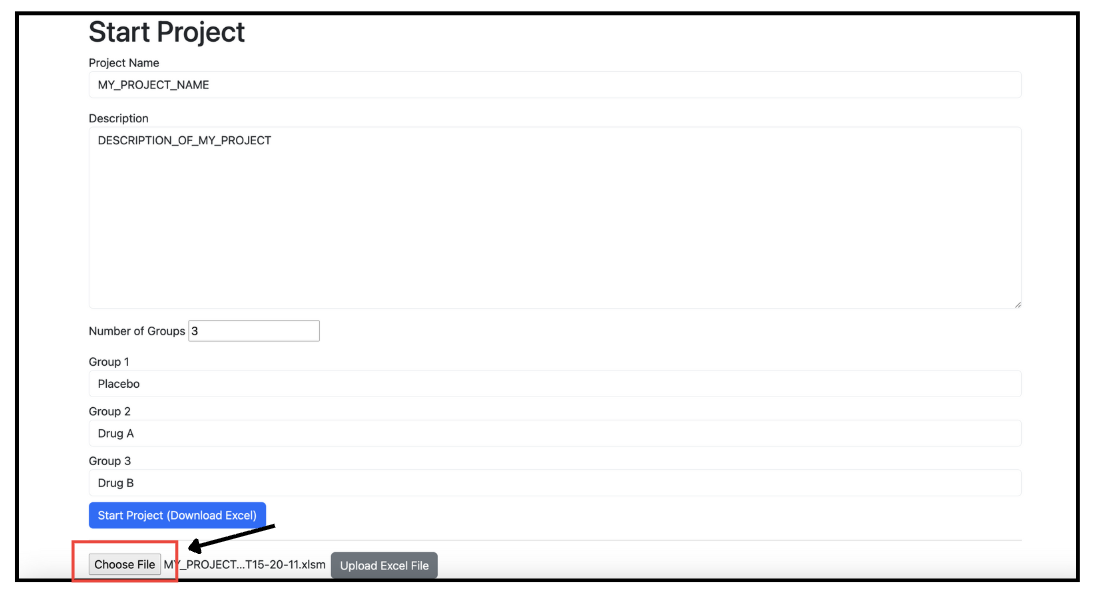 Start Project
Project Name
MY_PROJECT_NAME
Description
DESCRIPTION_OF_MY_PROJECT
Number of Groups 3
Group 1
Placebo
Group 2
Drug A
Group 3
Drug B
Start Project (Download Excel)
Choose File MY_PROJECT...T15-20-11.xlsm Upload Excel File